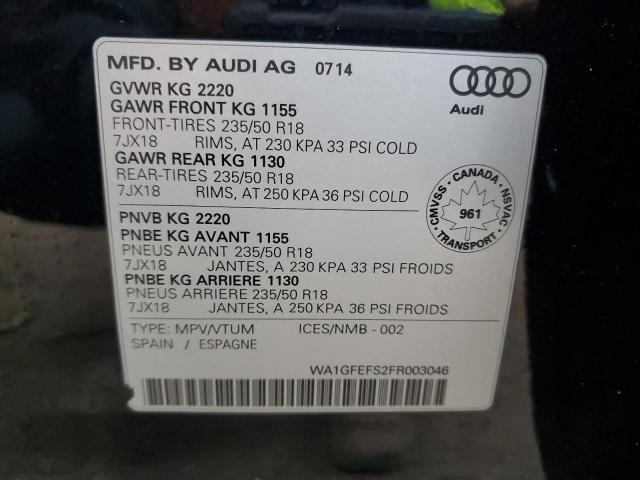 MFD. BY AUDI AG 0714
Audi
GVWR KG 2220
GAWR FRONT KG 1155
FRONT-TIRES 235/50 R18
7JX18 RIMS, AT 230 KPA 33 PSI COLD
GAWR REAR KG 1130
REAR-TIRES 235/50 R18
7JX18 RIMS, AT 250 KPA 36 PSI COLD
CMVSS · CANADA · NSVAC
961
TRANSPORT
PNVB KG 2220
PNBE KG AVANT 1155
PNEUS AVANT 235/50 R18
7JX18 JANTES, A 230 KPA 33 PSI FROIDS
PNBE KG ARRIERE 1130
PNEUS ARRIERE 235/50 R18
7JX18 JANTES, A 250 KPA 36 PSI FROIDS
TYPE: MPV/VTUM ICES/NMB - 002
SPAIN / ESPAGNE
WA1GFEFS2FR003046